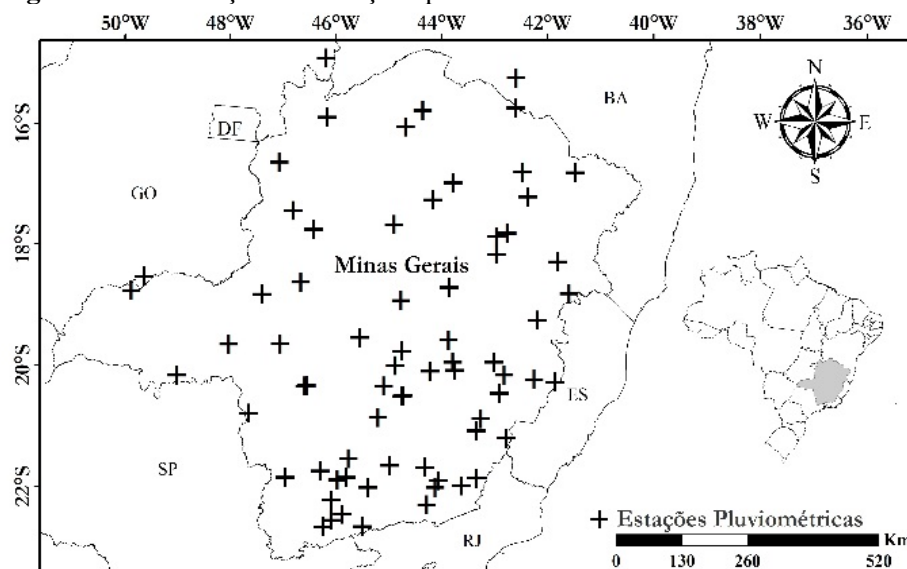 50°W 48°W 46°W 44°W 42°W 40°W 38°W 36°W
N
BA
16°S
DF
W E
S
GO
18°S
Minas Gerais
20°S
ES
SP
22°S
Estações Pluviométricas
RJ
Km
0 130 260 520